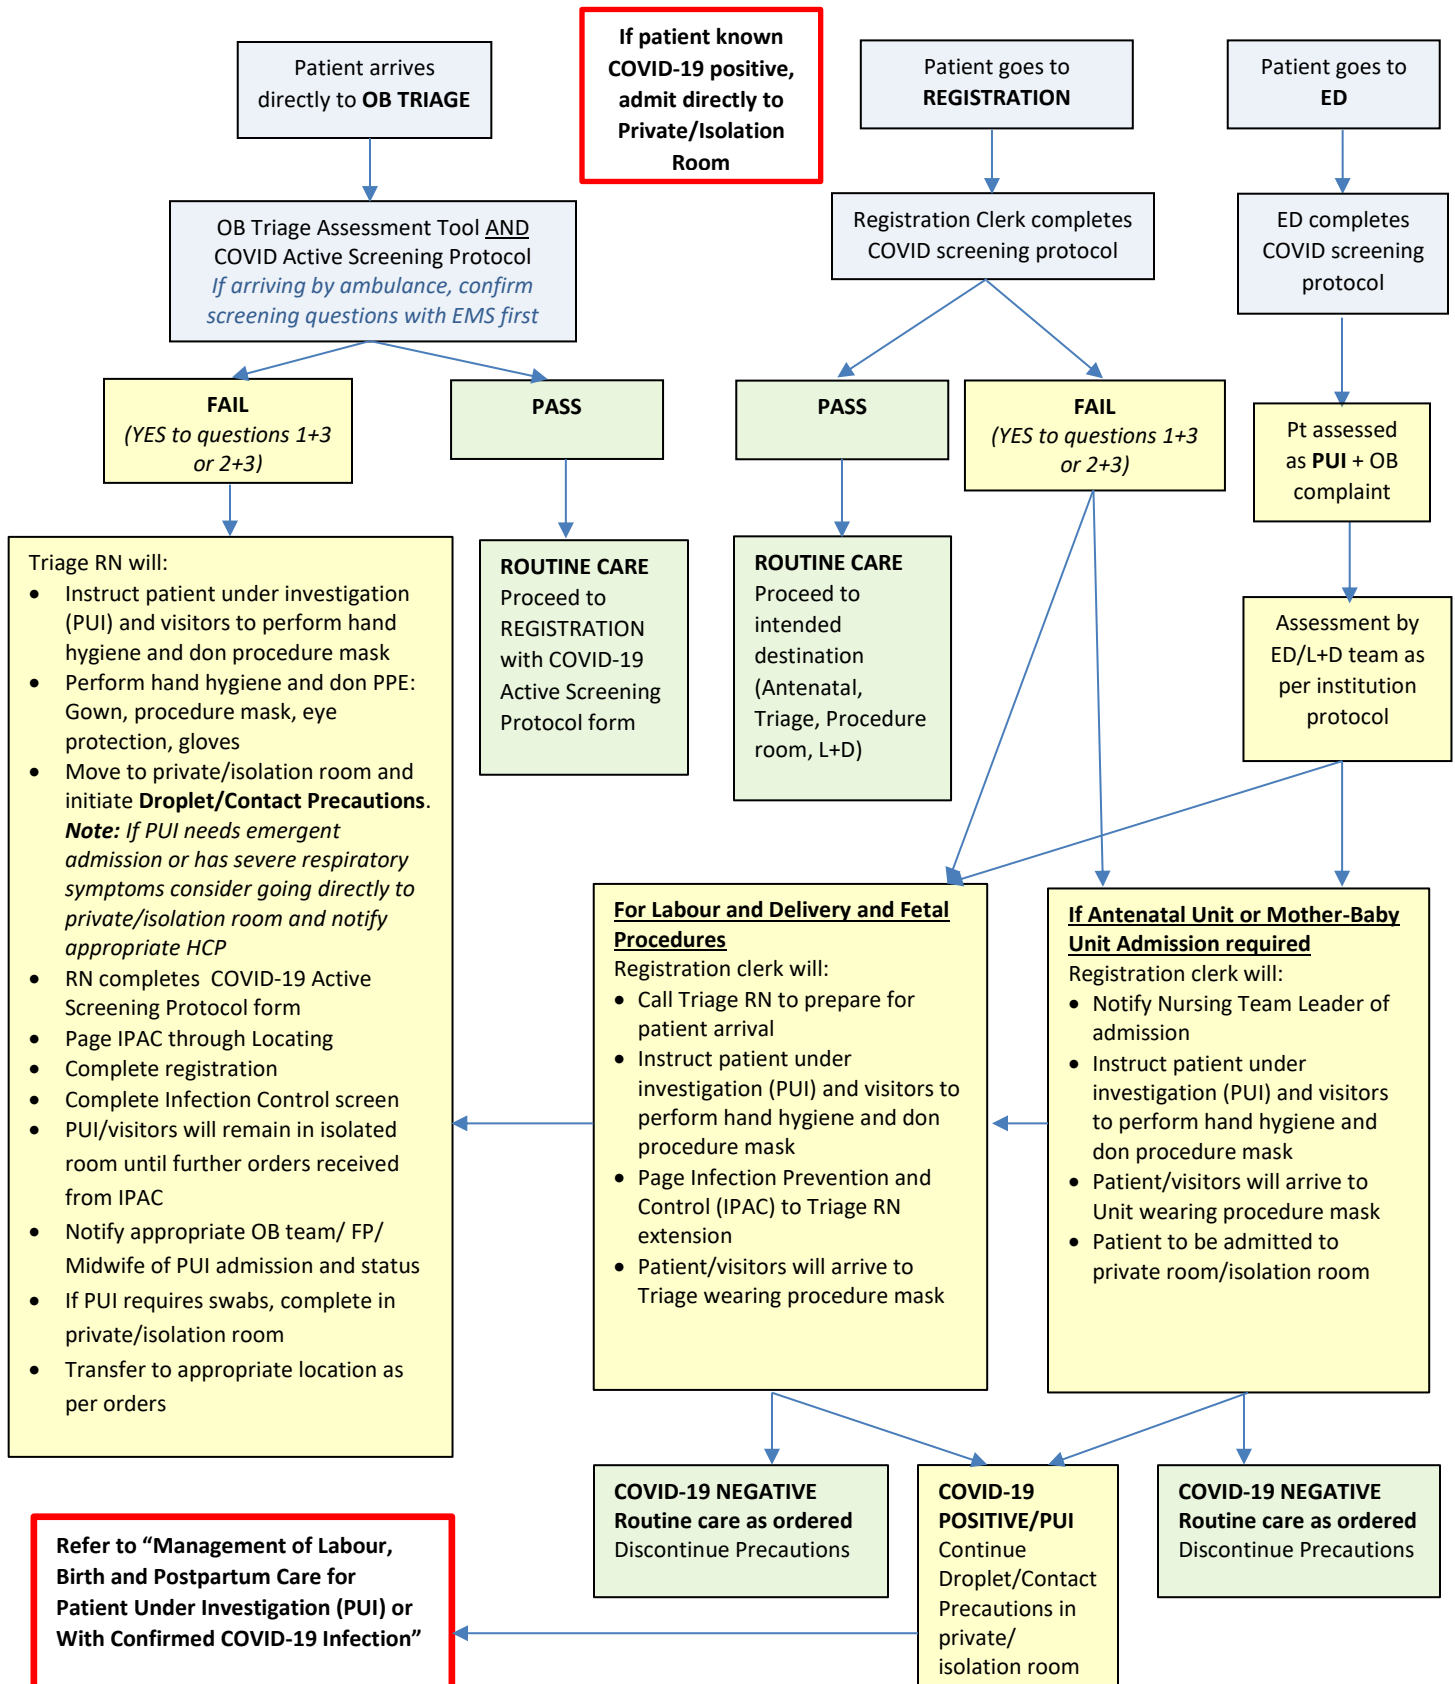 Patient arrives
directly to OB TRIAGE
If patient known
COVID-19 positive,
admit directly to
Private/Isolation
Room
Patient goes to
REGISTRATION
Patient goes to
ED
OB Triage Assessment Tool AND
COVID Active Screening Protocol
If arriving by ambulance, confirm
screening questions with EMS first
Registration Clerk completes
COVID screening protocol
ED completes
COVID screening
protocol
FAIL
(YES to questions 1+3
or 2+3)
PASS
PASS
FAIL
(YES to questions 1+3
or 2+3)
Pt assessed
as PUI + OB
complaint
Triage RN will:
• Instruct patient under investigation
(PUI) and visitors to perform hand
hygiene and don procedure mask
• Perform hand hygiene and don PPE:
Gown, procedure mask, eye
protection, gloves
• Move to private/isolation room and
initiate Droplet/Contact Precautions.
Note: If PUI needs emergent
admission or has severe respiratory
symptoms consider going directly to
private/isolation room and notify
appropriate HCP
• RN completes COVID-19 Active
Screening Protocol form
• Page IPAC through Locating
• Complete registration
• Complete Infection Control screen
• PUI/visitors will remain in isolated
room until further orders received
from IPAC
• Notify appropriate OB team/ FP/
Midwife of PUI admission and status
• If PUI requires swabs, complete in
private/isolation room
• Transfer to appropriate location as
per orders
ROUTINE CARE
Proceed to
REGISTRATION
with COVID-19
Active Screening
Protocol form
ROUTINE CARE
Proceed to
intended
destination
(Antenatal,
Triage, Procedure
room, L+D)
Assessment by
ED/L+D team as
per institution
protocol
For Labour and Delivery and Fetal
Procedures
Registration clerk will:
• Call Triage RN to prepare for
patient arrival
• Instruct patient under
investigation (PUI) and visitors to
perform hand hygiene and don
procedure mask
• Page Infection Prevention and
Control (IPAC) to Triage RN
extension
• Patient/visitors will arrive to
Triage wearing procedure mask
If Antenatal Unit or Mother-Baby
Unit Admission required
Registration clerk will:
• Notify Nursing Team Leader of
admission
• Instruct patient under
investigation (PUI) and visitors
to perform hand hygiene and
don procedure mask
• Patient/visitors will arrive to
Unit wearing procedure mask
• Patient to be admitted to
private room/isolation room
COVID-19 NEGATIVE
Routine care as ordered
Discontinue Precautions
COVID-19
POSITIVE/PUI
Continue
Droplet/Contact
Precautions in
private/
isolation room
COVID-19 NEGATIVE
Routine care as ordered
Discontinue Precautions
Refer to “Management of Labour,
Birth and Postpartum Care for
Patient Under Investigation (PUI) or
With Confirmed COVID-19 Infection”